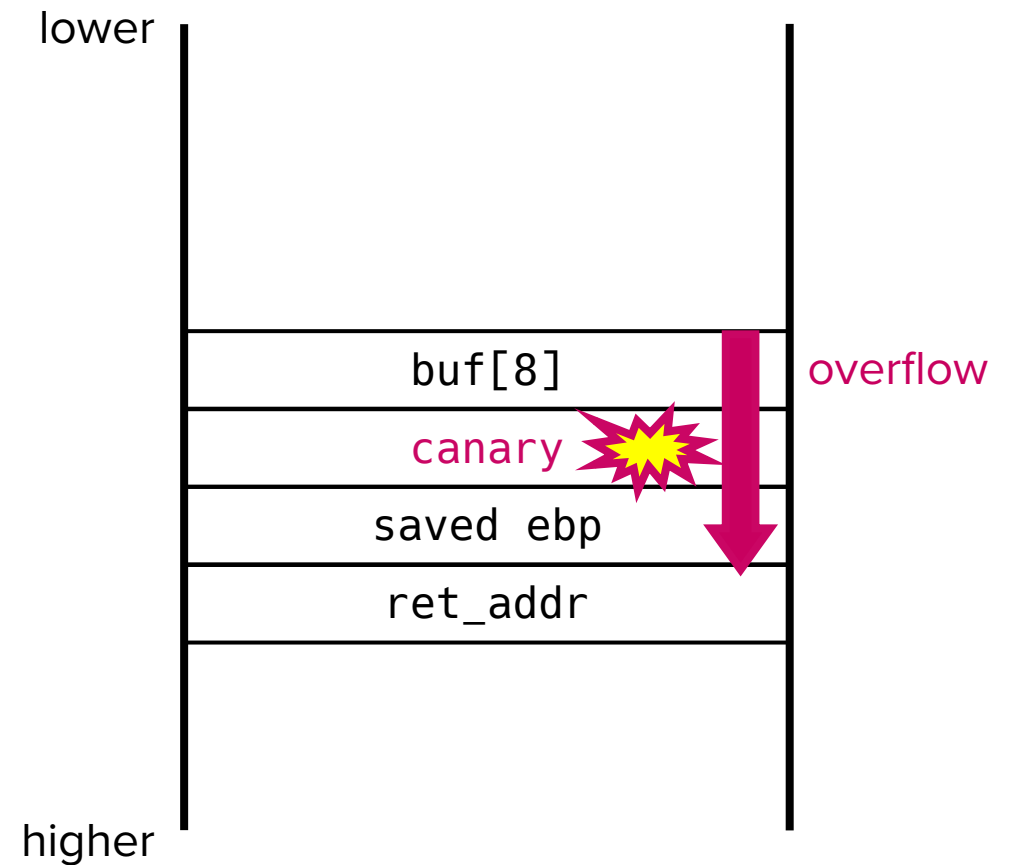 lower
buf[8]
overflow
canary
saved ebp
ret_addr
higher